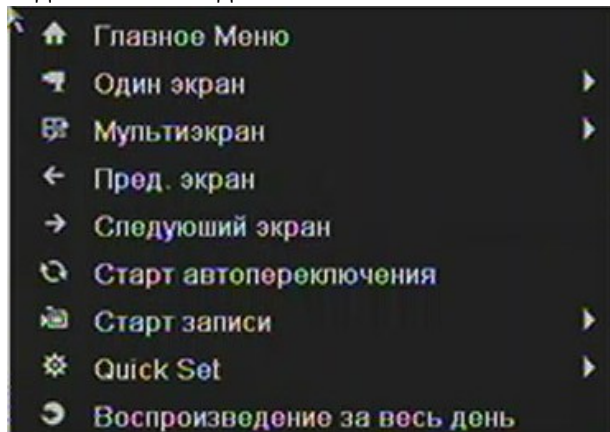 Главное Меню
Один экран
Мультиэкран
Пред. экран
Следуюший экран
Старт автопереключения
Старт записи
Quick Set
Воспроизведение за весь день